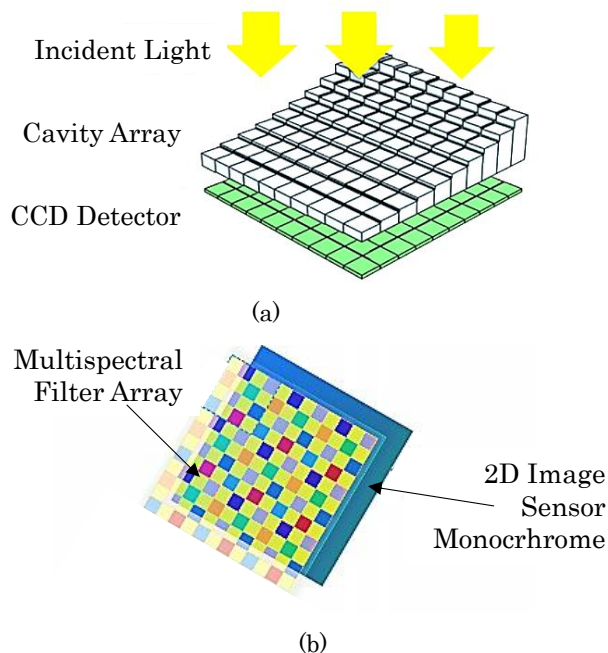 Incident Light
Cavity Array
CCD Detector
(a)
Multispectral
Filter Array
2D Image
Sensor
Monocrhrome
(b)